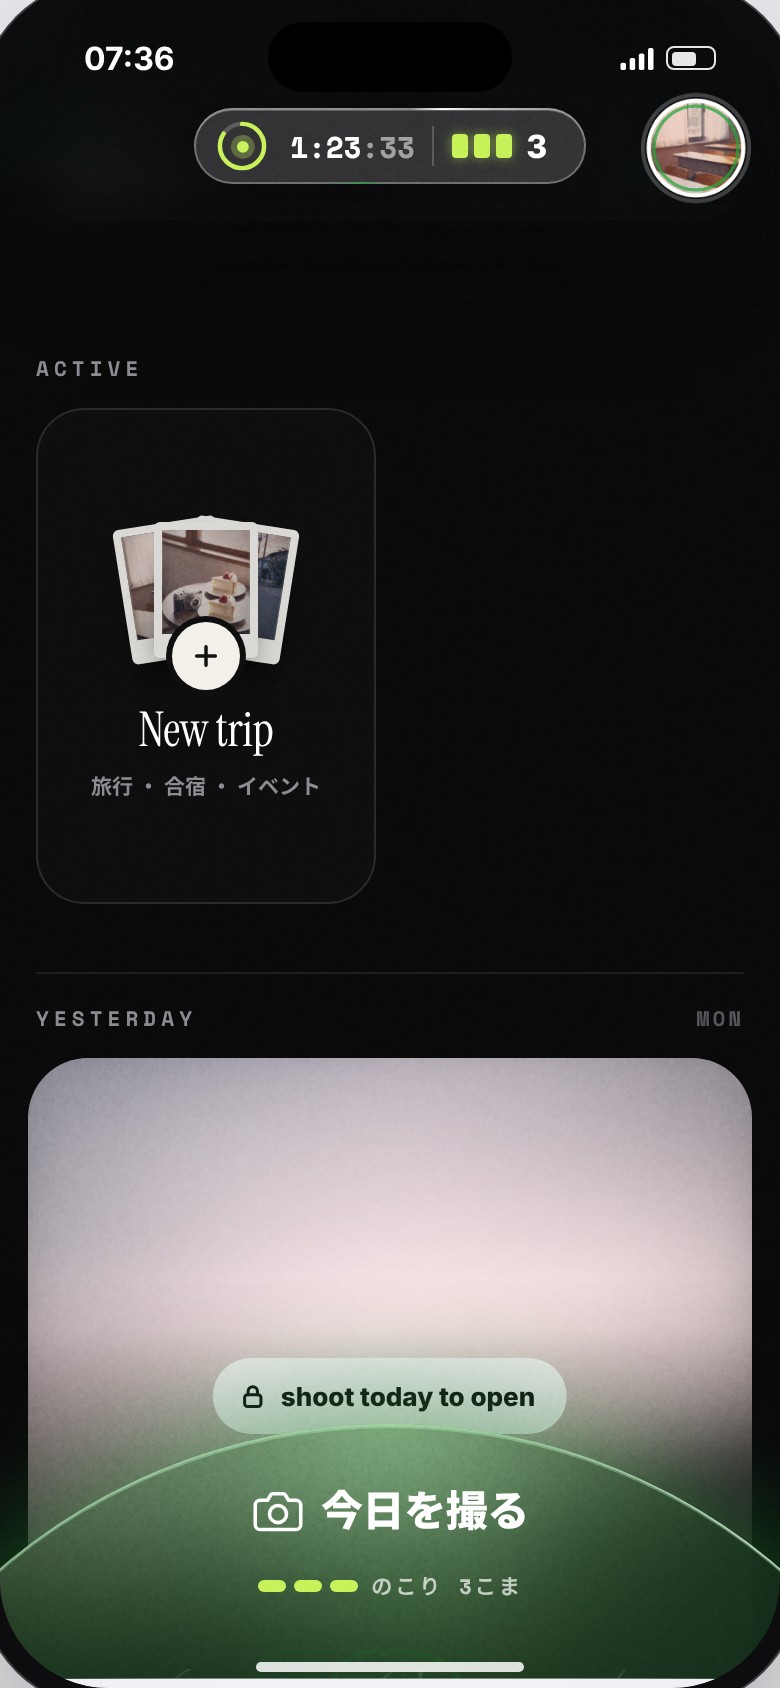 07:36
1:23:33 3
ACTIVE
New trip
旅行 ・ 合宿 ・ イベント
YESTERDAY MON
shoot today to open
今日を撮る
のこり 3こま